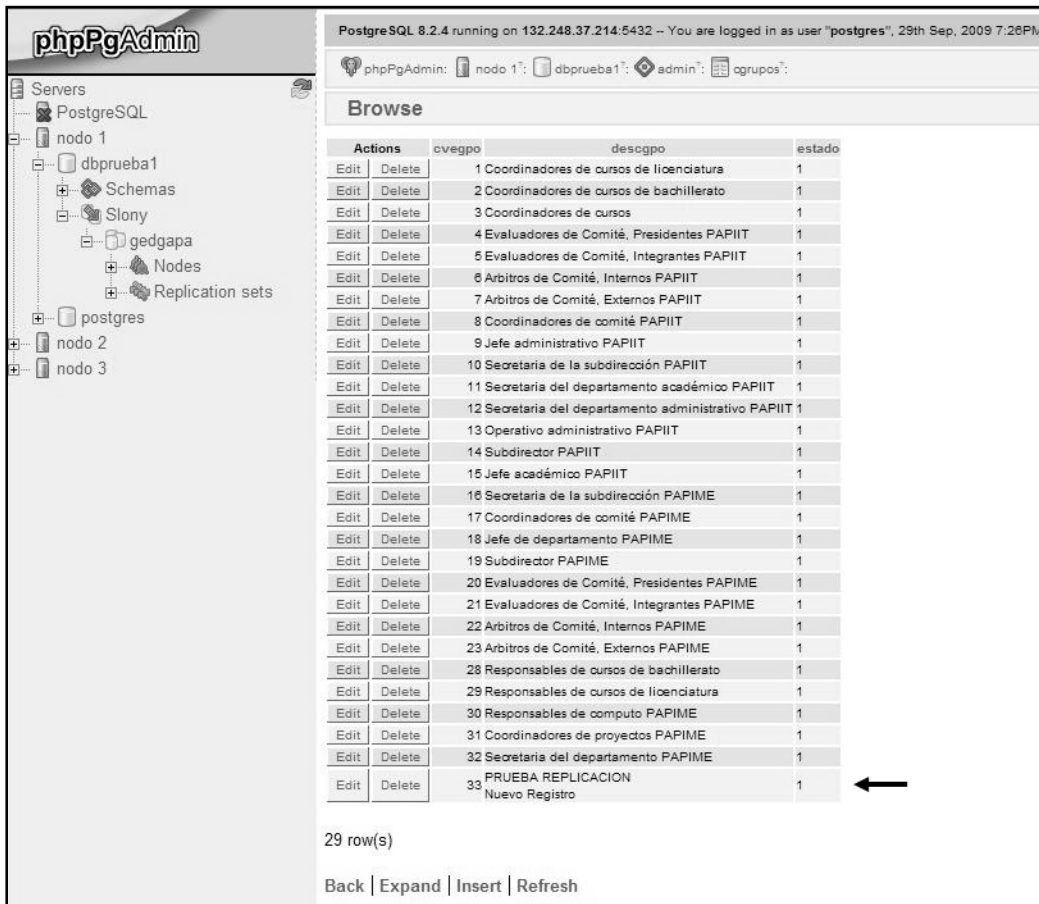 phpPgAdmin
PostgreSQL 8.2.4 running on 132.248.37.214:5432 -- You are logged in as user "postgres", 29th Sep, 2009 7:26PM
phpPgAdmin: nodo 1?: dbprueba1?: admin?: cgrupos?:
Servers
PostgreSQL
nodo 1
dbprueba1
Schemas
Slony
gedgapa
Nodes
Replication sets
postgres
nodo 2
nodo 3
Browse
Actions cvegpo descgpo estado
Edit Delete 1 Coordinadores de cursos de licenciatura 1
Edit Delete 2 Coordinadores de cursos de bachillerato 1
Edit Delete 3 Coordinadores de cursos 1
Edit Delete 4 Evaluadores de Comité, Presidentes PAPIIT 1
Edit Delete 5 Evaluadores de Comité, Integrantes PAPIIT 1
Edit Delete 6 Arbitros de Comité, Internos PAPIIT 1
Edit Delete 7 Arbitros de Comité, Externos PAPIIT 1
Edit Delete 8 Coordinadores de comité PAPIIT 1
Edit Delete 9 Jefe administrativo PAPIIT 1
Edit Delete 10 Secretaria de la subdirección PAPIIT 1
Edit Delete 11 Secretaria del departamento académico PAPIIT 1
Edit Delete 12 Secretaria del departamento administrativo PAPIIT 1
Edit Delete 13 Operativo administrativo PAPIIT 1
Edit Delete 14 Subdirector PAPIIT 1
Edit Delete 15 Jefe académico PAPIIT 1
Edit Delete 16 Secretaria de la subdirección PAPIME 1
Edit Delete 17 Coordinadores de comité PAPIME 1
Edit Delete 18 Jefe de departamento PAPIME 1
Edit Delete 19 Subdirector PAPIME 1
Edit Delete 20 Evaluadores de Comité, Presidentes PAPIME 1
Edit Delete 21 Evaluadores de Comité, Integrantes PAPIME 1
Edit Delete 22 Arbitros de Comité, Internos PAPIME 1
Edit Delete 23 Arbitros de Comité, Externos PAPIME 1
Edit Delete 28 Responsables de cursos de bachillerato 1
Edit Delete 29 Responsables de cursos de licenciatura 1
Edit Delete 30 Responsables de computo PAPIME 1
Edit Delete 31 Coordinadores de proyectos PAPIME 1
Edit Delete 32 Secretaria del departamento PAPIME 1
Edit Delete 33 PRUEBA REPLICACION 1
Nuevo Registro
29 row(s)
Back | Expand | Insert | Refresh